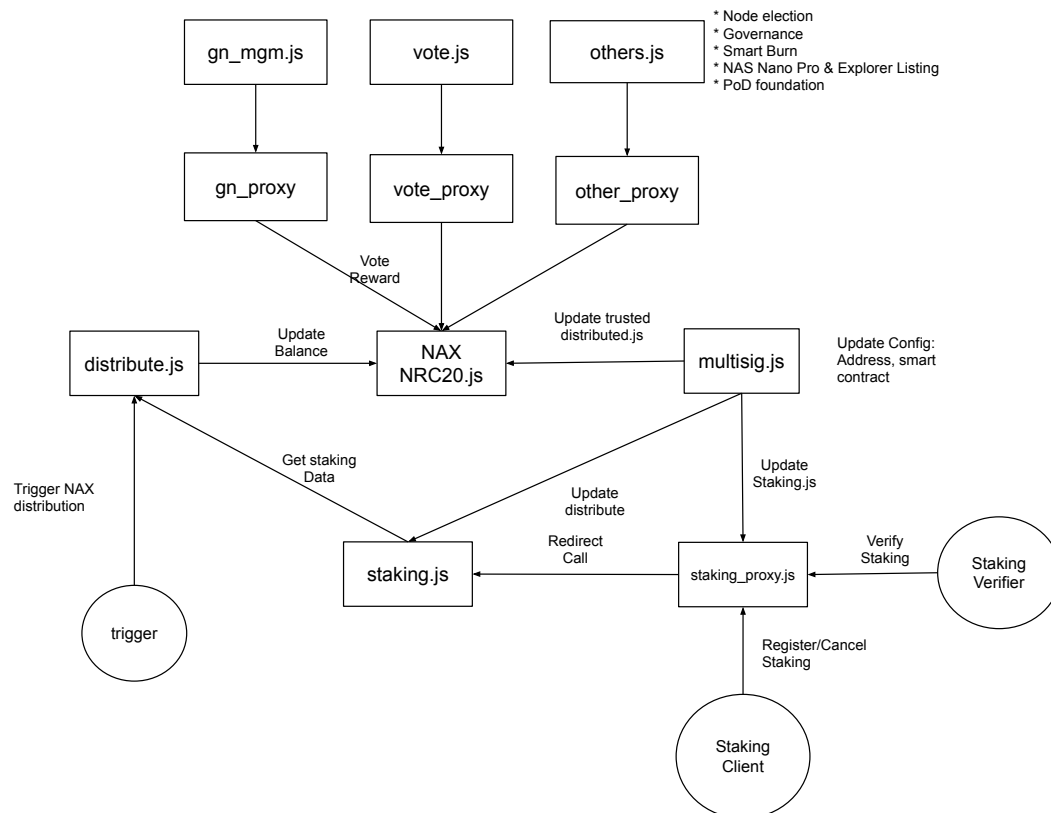 * Node election
* Governance
* Smart Burn
* NAS Nano Pro & Explorer Listing
* PoD foundation
gn_mgm.js
vote.js
others.js
gn_proxy
vote_proxy
other_proxy
Vote
Reward
Update
Balance
Update trusted
distributed.js
distribute.js
NAX
NRC20.js
multisig.js
Update Config:
Address, smart
contract
Get staking
Data
Trigger NAX
distribution
Update
Staking.js
Update
distribute
Redirect
Call
Verify
Staking
staking.js
staking_proxy.js
Staking
Verifier
trigger
Register/Cancel
Staking
Staking
Client